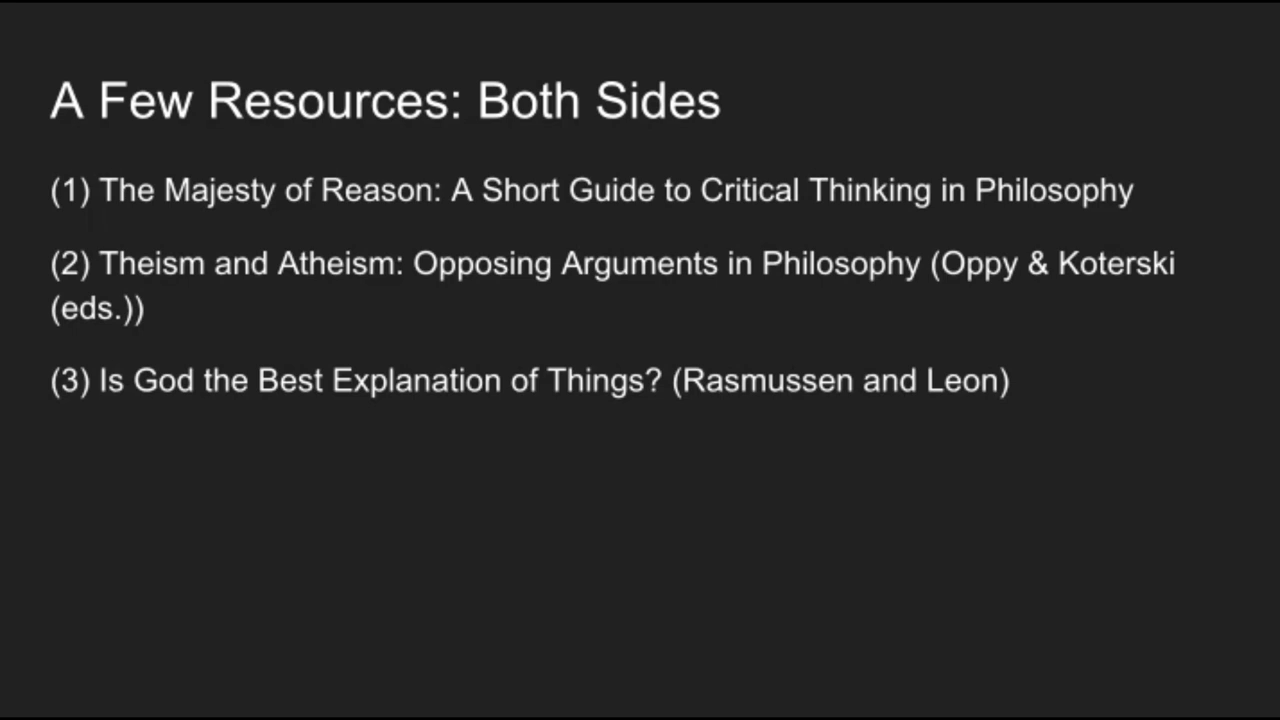 A Few Resources: Both Sides
(1) The Majesty of Reason: A Short Guide to Critical Thinking in Philosophy
(2) Theism and Atheism: Opposing Arguments in Philosophy (Oppy & Koterski
(eds.))
(3) Is God the Best Explanation of Things? (Rasmussen and Leon)